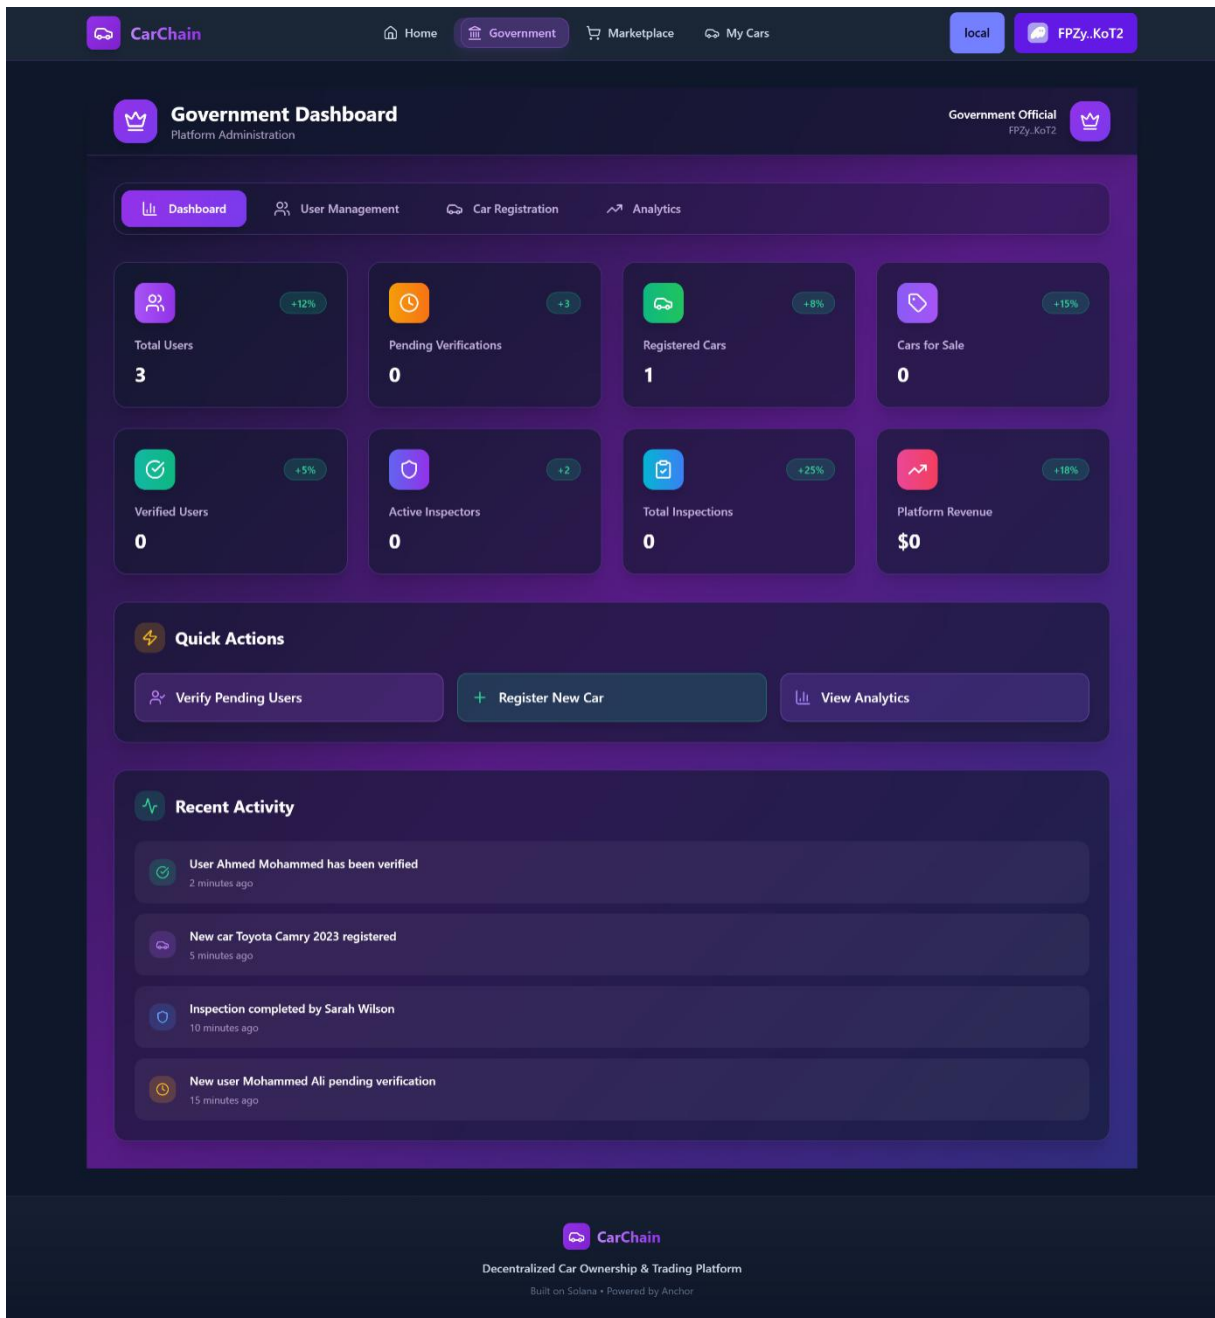 CarChain
Home
Government
Marketplace
My Cars
local
FPZy..KoT2
Government Dashboard
Platform Administration
Government Official
FPZy..KoT2
Dashboard
User Management
Car Registration
Analytics
+12%
Total Users
3
+3
Pending Verifications
0
+8%
Registered Cars
1
+15%
Cars for Sale
0
+5%
Verified Users
0
+2
Active Inspectors
0
+25%
Total Inspections
0
+18%
Platform Revenue
$0
Quick Actions
Verify Pending Users
Register New Car
View Analytics
Recent Activity
User Ahmed Mohammed has been verified
2 minutes ago
New car Toyota Camry 2023 registered
5 minutes ago
Inspection completed by Sarah Wilson
10 minutes ago
New user Mohammed Ali pending verification
15 minutes ago
CarChain
Decentralized Car Ownership & Trading Platform
Built on Solana • Powered by Anchor